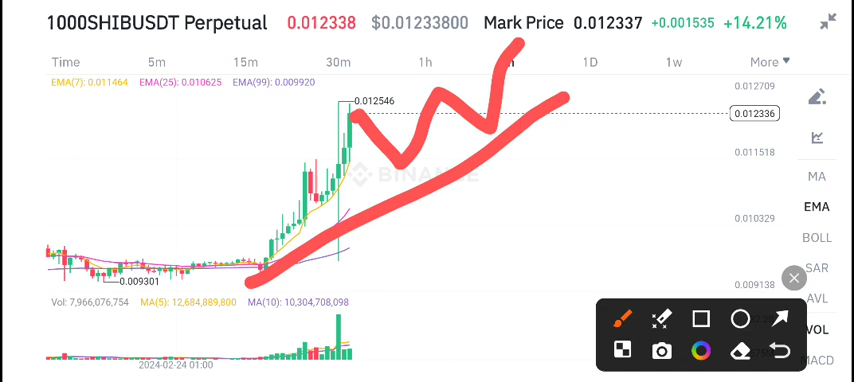 1000SHIBUSDT Perpetual 0.012338 $0.01233800 Mark Price 0.012337 +0.001535 +14.21%
Time 5m 15m 30m 1h 1D 1w More
EMA(7): 0.011464 EMA(25): 0.010625 EMA(99): 0.009920
0.012709
0.012546
0.012336
0.011518
BINANCE
MA
EMA
0.010329
BOLL
SAR
0.009301
0.009138
AVL
Vol: 7,966,076,754 MA(5): 12,684,889,800 MA(10): 10,304,708,098
VOL
MACD
2024-02-24 01:00